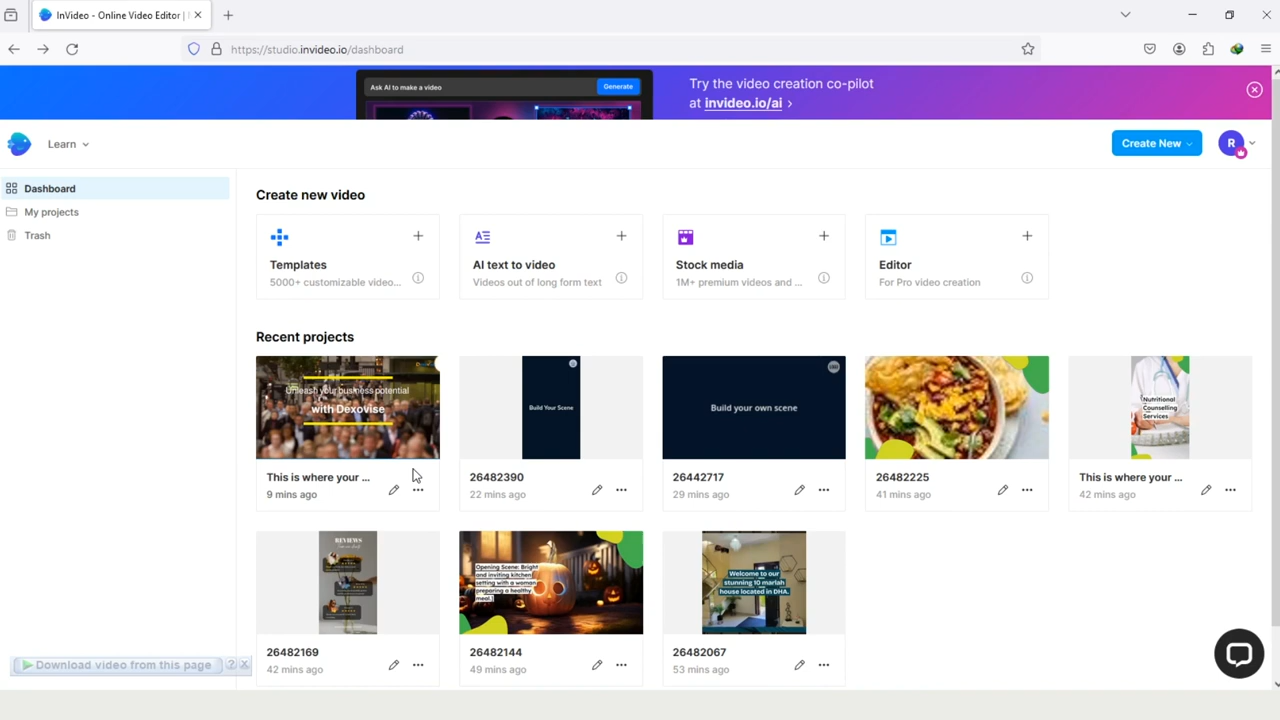 InVideo - Online Video Editor |
https://studio.invideo.io/dashboard
Ask AI to make a video
Generate
Try the video creation co-pilot
at invideo.io/ai >
Learn
Create New
R
Dashboard
My projects
Trash
Create new video
Templates
5000+ customizable video...
AI text to video
Videos out of long form text
Stock media
1M+ premium videos and ...
Editor
For Pro video creation
Recent projects
Unleash your business potential
with Dexovise
Build Your Scene
Build your own scene
Nutritional
Counselling
Services
This is where your ...
9 mins ago
26482390
22 mins ago
26442717
29 mins ago
26482225
41 mins ago
This is where your ...
42 mins ago
REVIEWS
Opening Scene: Bright
and inviting kitchen
setting with a woman
preparing a healthy
meal.
Welcome to our
stunning 10 marlah
house located in DHA.
26482169
42 mins ago
26482144
49 mins ago
26482067
53 mins ago
Download video from this page
?